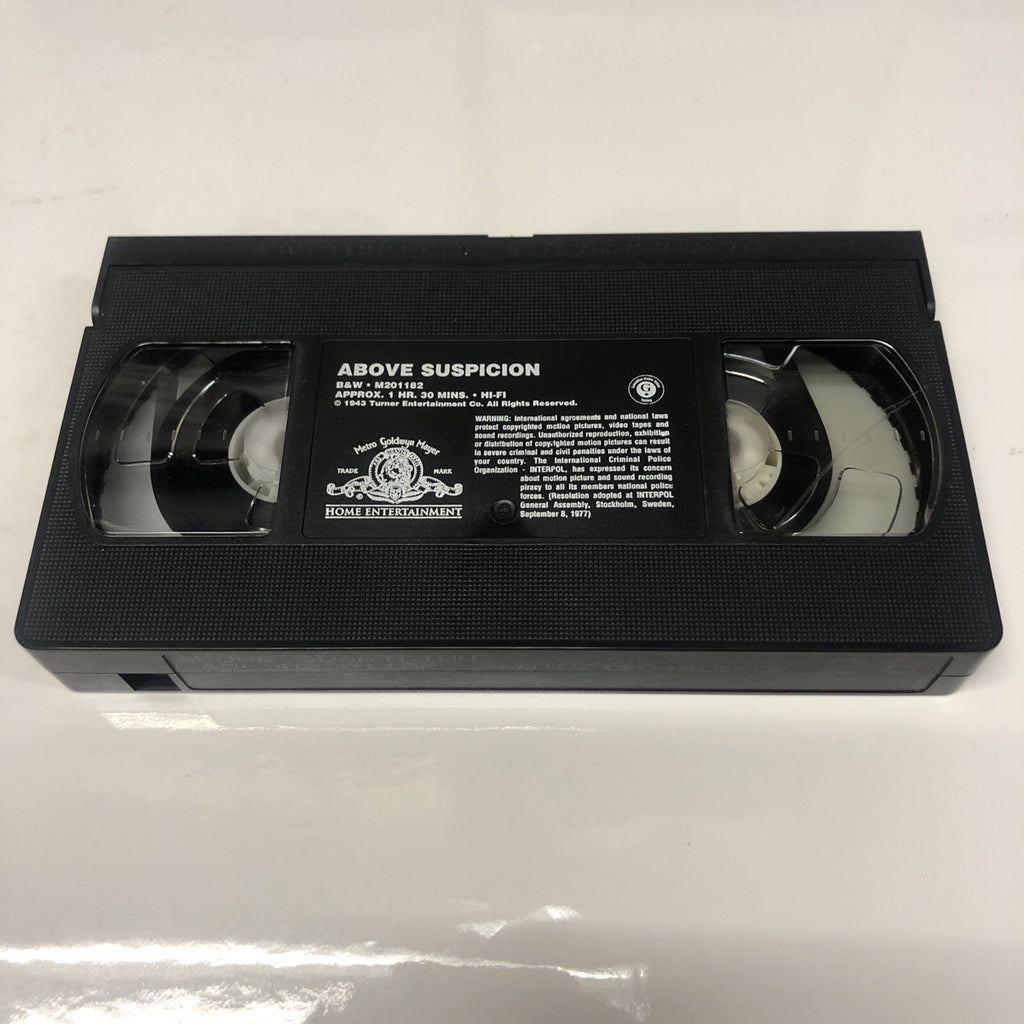 ABOVE SUSPICION
B&W • M201182
APPROX. 1 HR. 30 MINS. • HI-FI
© 1943 Turner Entertainment Co. All Rights Reserved.
WARNING: International agreements and national laws
protect copyrighted motion pictures, video tapes and
sound recordings. Unauthorized reproduction, exhibition
or distribution of copyrighted motion pictures can result
in severe criminal and civil penalties under the laws of
your country. The International Criminal Police
Organization - INTERPOL, has expressed its concern
about motion picture and sound recording
piracy to all its members national police
forces. (Resolution adopted at INTERPOL
General Assembly, Stockholm, Sweden,
September 8, 1977)
Metro Goldwyn Mayer
TRADE MARK
HOME ENTERTAINMENT
G